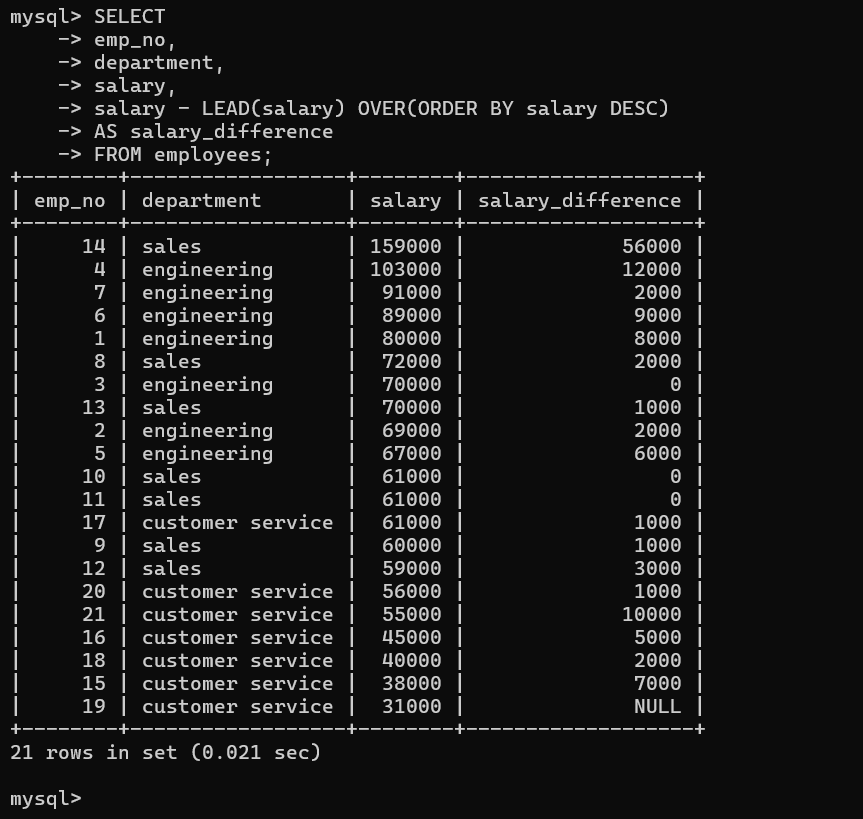 mysql> SELECT
    -> emp_no,
    -> department,
    -> salary,
    -> salary - LEAD(salary) OVER(ORDER BY salary DESC)
    -> AS salary_difference
    -> FROM employees;
+--------+------------------+--------+-------------------+
| emp_no | department       | salary | salary_difference |
+--------+------------------+--------+-------------------+
|     14 | sales            | 159000 |             56000 |
|      4 | engineering      | 103000 |             12000 |
|      7 | engineering      |  91000 |              2000 |
|      6 | engineering      |  89000 |              9000 |
|      1 | engineering      |  80000 |              8000 |
|      8 | sales            |  72000 |              2000 |
|      3 | engineering      |  70000 |                 0 |
|     13 | sales            |  70000 |              1000 |
|      2 | engineering      |  69000 |              2000 |
|      5 | engineering      |  67000 |              6000 |
|     10 | sales            |  61000 |                 0 |
|     11 | sales            |  61000 |                 0 |
|     17 | customer service |  61000 |              1000 |
|      9 | sales            |  60000 |              1000 |
|     12 | sales            |  59000 |              3000 |
|     20 | customer service |  56000 |              1000 |
|     21 | customer service |  55000 |             10000 |
|     16 | customer service |  45000 |              5000 |
|     18 | customer service |  40000 |              2000 |
|     15 | customer service |  38000 |              7000 |
|     19 | customer service |  31000 |              NULL |
+--------+------------------+--------+-------------------+
21 rows in set (0.021 sec)
mysql>